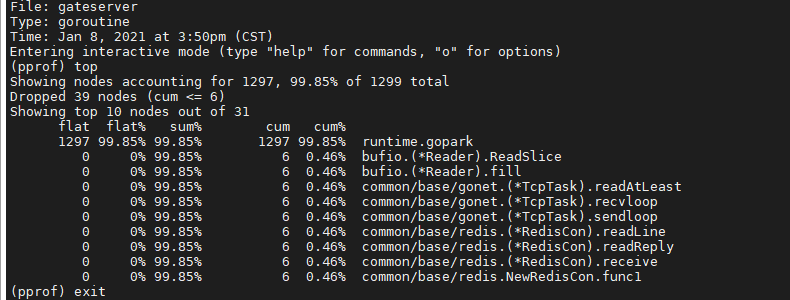 File: gateserver
Type: goroutine
Time: Jan 8, 2021 at 3:50pm (CST)
Entering interactive mode (type "help" for commands, "o" for options)
(pprof) top
Showing nodes accounting for 1297, 99.85% of 1299 total
Dropped 39 nodes (cum <= 6)
Showing top 10 nodes out of 31
      flat  flat%   sum%        cum   cum%
      1297 99.85% 99.85%       1297 99.85%  runtime.gopark
         0     0% 99.85%          6  0.46%  bufio.(*Reader).ReadSlice
         0     0% 99.85%          6  0.46%  bufio.(*Reader).fill
         0     0% 99.85%          6  0.46%  common/base/gonet.(*TcpTask).readAtLeast
         0     0% 99.85%          6  0.46%  common/base/gonet.(*TcpTask).recvloop
         0     0% 99.85%          6  0.46%  common/base/gonet.(*TcpTask).sendloop
         0     0% 99.85%          6  0.46%  common/base/redis.(*RedisCon).readLine
         0     0% 99.85%          6  0.46%  common/base/redis.(*RedisCon).readReply
         0     0% 99.85%          6  0.46%  common/base/redis.(*RedisCon).receive
         0     0% 99.85%          6  0.46%  common/base/redis.NewRedisCon.func1
(pprof) exit